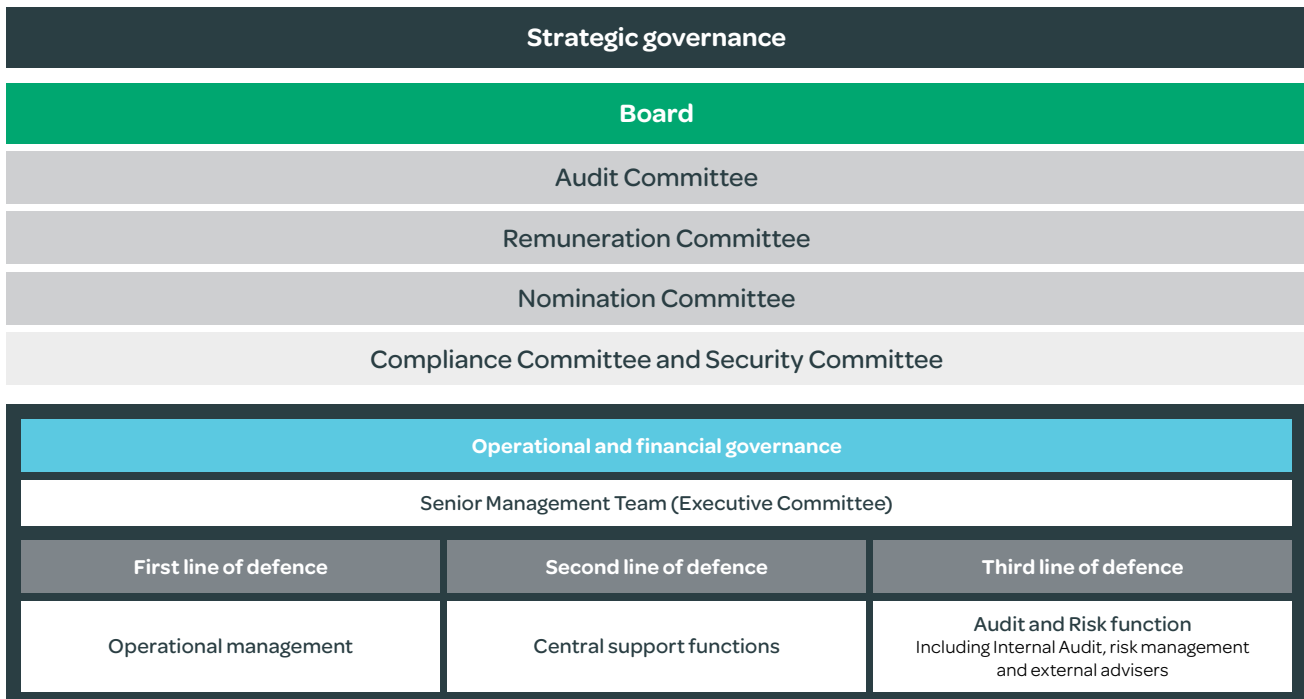 Strategic governance
Board
Audit Committee
Remuneration Committee
Nomination Committee
Compliance Committee and Security Committee
Operational and financial governance
Senior Management Team (Executive Committee)
First line of defence
Second line of defence
Third line of defence
Operational management
Central support functions
Audit and Risk function
Including Internal Audit, risk management
and external advisers